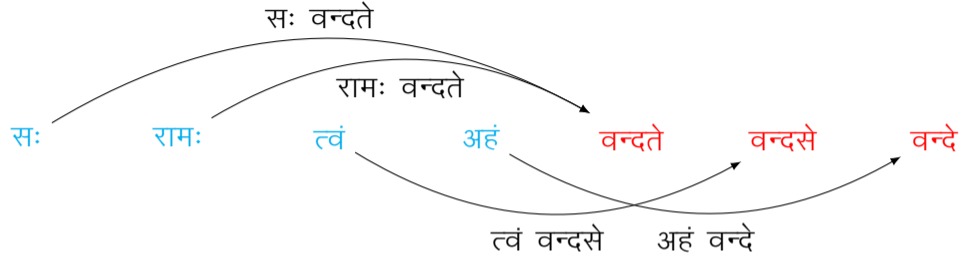 सः वन्दते
रामः वन्दते
सः रामः त्वं अहं वन्दते वन्दसे वन्दे
त्वं वन्दसे अहं वन्दे